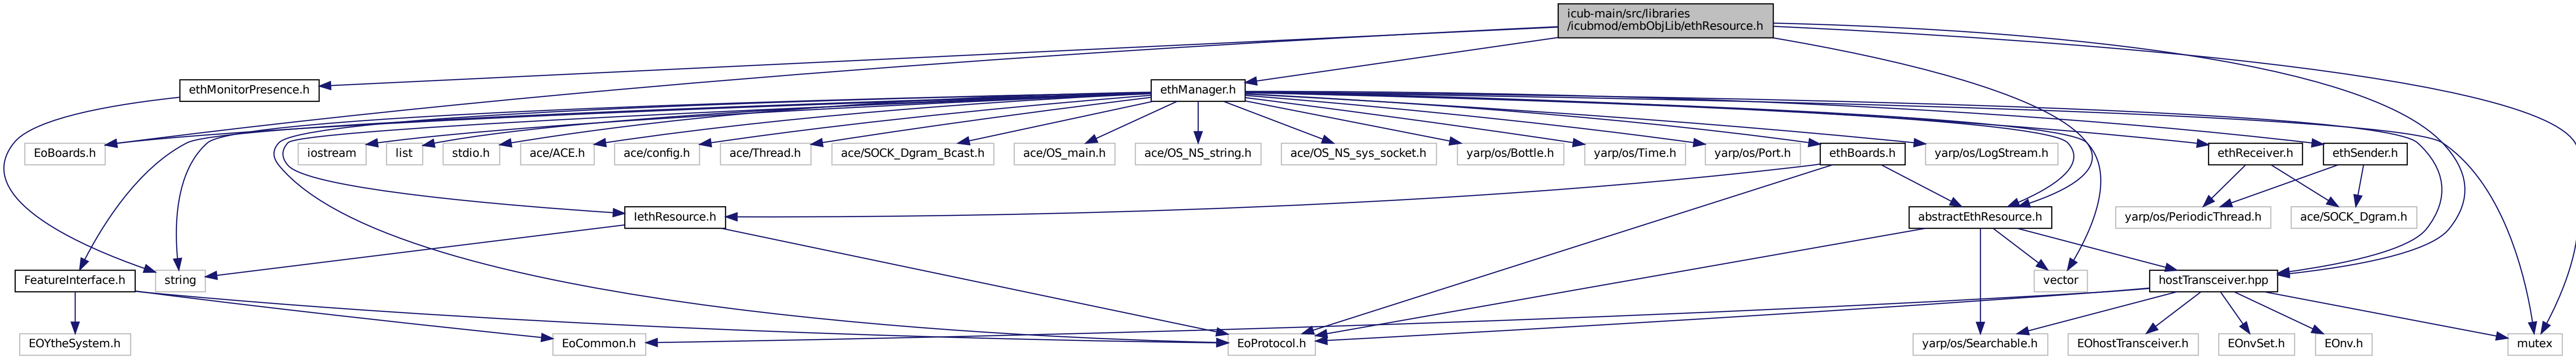 icub-main/src/libraries
/icubmod/embObjLib/ethResource.h
ethMonitorPresence.h
ethManager.h
EoBoards.h
iostream
list
stdio.h
ace/ACE.h
ace/config.h
ace/Thread.h
ace/SOCK_Dgram_Bcast.h
ace/OS_main.h
ace/OS_NS_string.h
ace/OS_NS_sys_socket.h
yarp/os/Bottle.h
yarp/os/Time.h
yarp/os/Port.h
ethBoards.h
yarp/os/LogStream.h
ethReceiver.h
ethSender.h
IethResource.h
abstractEthResource.h
yarp/os/PeriodicThread.h
ace/SOCK_Dgram.h
FeatureInterface.h
string
vector
hostTransceiver.hpp
EOYtheSystem.h
EoCommon.h
EoProtocol.h
yarp/os/Searchable.h
EOhostTransceiver.h
EOnvSet.h
EOnv.h
mutex